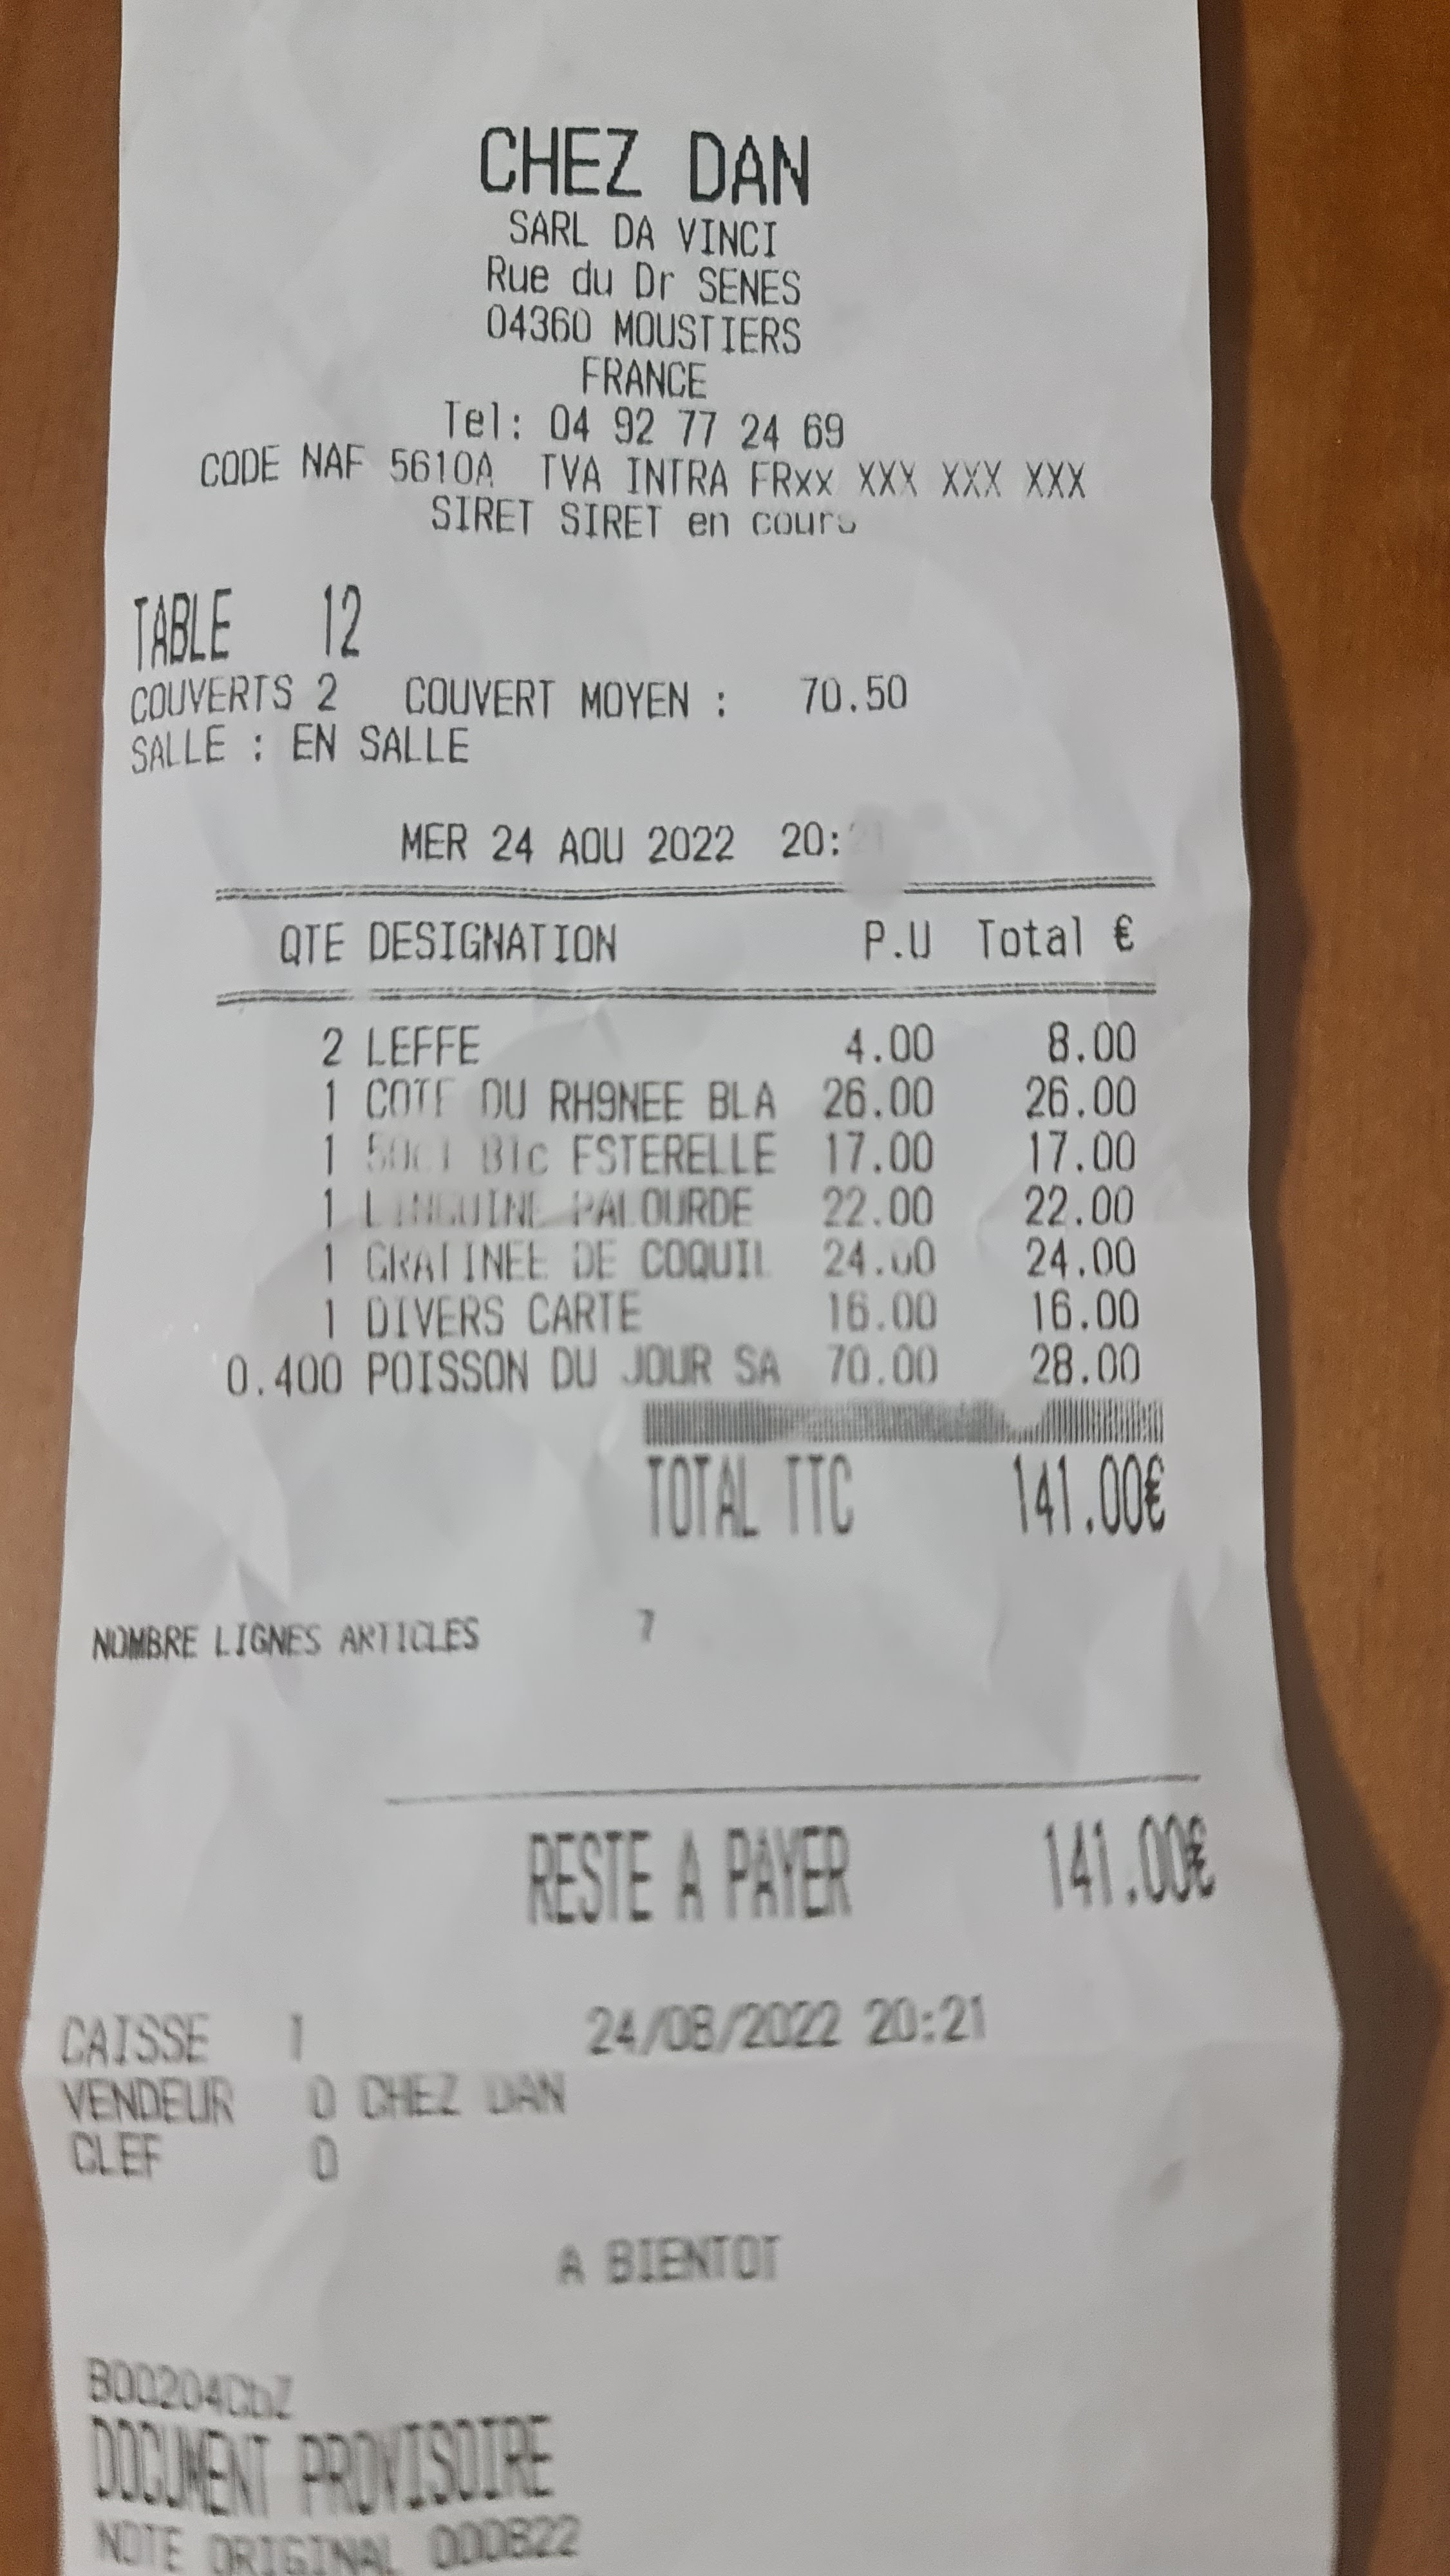 CHEZ DAN
SARL DA VINCI
Rue du Dr SENES
04360 MOUSTIERS
FRANCE
Tel: 04 92 77 24 69
CODE NAF 5610A TVA INTRA FRxx XXX XXX XXX
SIRET SIRET en cours
TABLE 12
COUVERTS 2 COUVERT MOYEN : 70.50
SALLE : EN SALLE
MER 24 AOU 2022 20:21
QTE DESIGNATION P.U Total €
2 LEFFE 4.00 8.00
1 COTE DU RH9NEE BLA 26.00 26.00
1 50cl Blc ESTERELLE 17.00 17.00
1 LINGUINE PALOURDE 22.00 22.00
1 GRATINEE DE COQUIL 24.00 24.00
1 DIVERS CARTE 16.00 16.00
0.400 POISSON DU JOUR SA 70.00 28.00
TOTAL TTC 141.00€
NOMBRE LIGNES ARTICLES 7
RESTE A PAYER 141.00€
CAISSE 1 24/08/2022 20:21
VENDEUR 0 CHEZ DAN
CLEF 0
A BIENTOT
DOCUMENT PROVISOIRE
NOTE ORIGINAL 000822